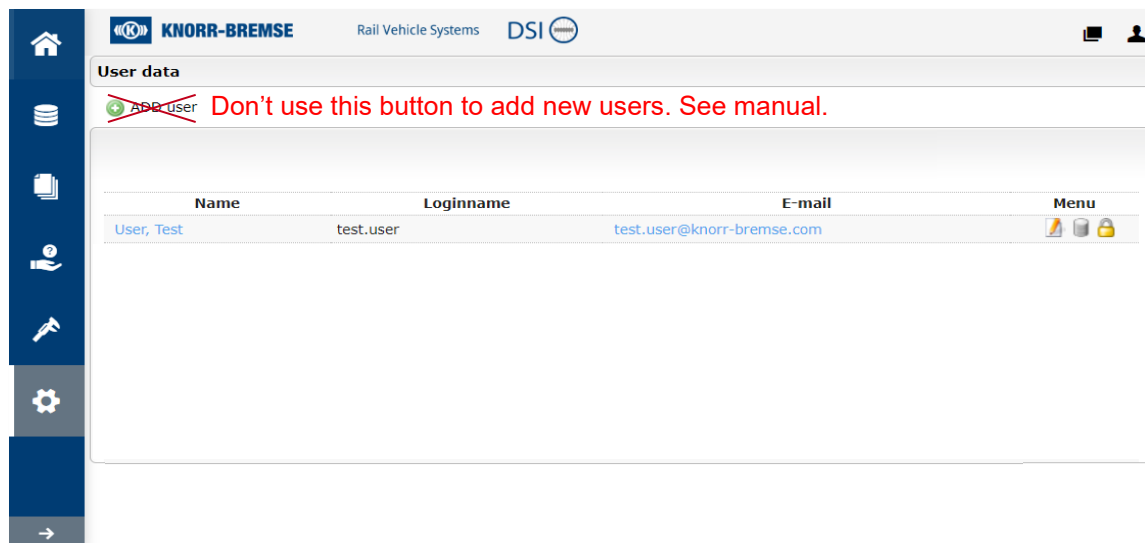 KNORR-BREMSE Rail Vehicle Systems DSI
User data
ADD user Don't use this button to add new users. See manual.
Name Loginname E-mail Menu
User, Test test.user test.user@knorr-bremse.com